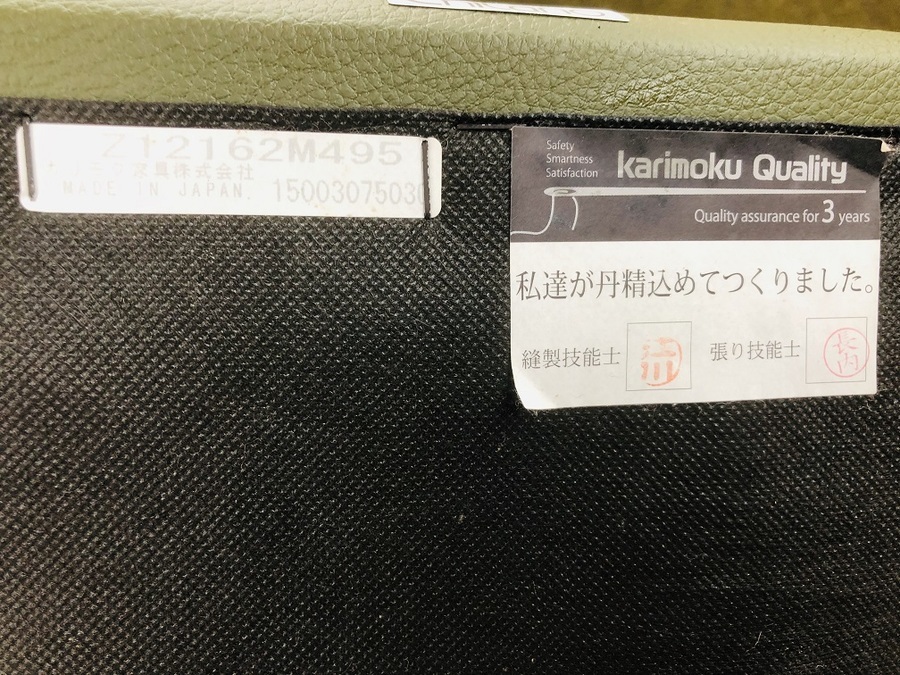 Z12162M495
家具株式会社
MADE IN JAPAN. 1500307503
Safety
Smartness
Satisfaction
karimoku Quality
Quality assurance for 3 years
私達が丹精込めてつくりました。
縫製技能士
張り技能士